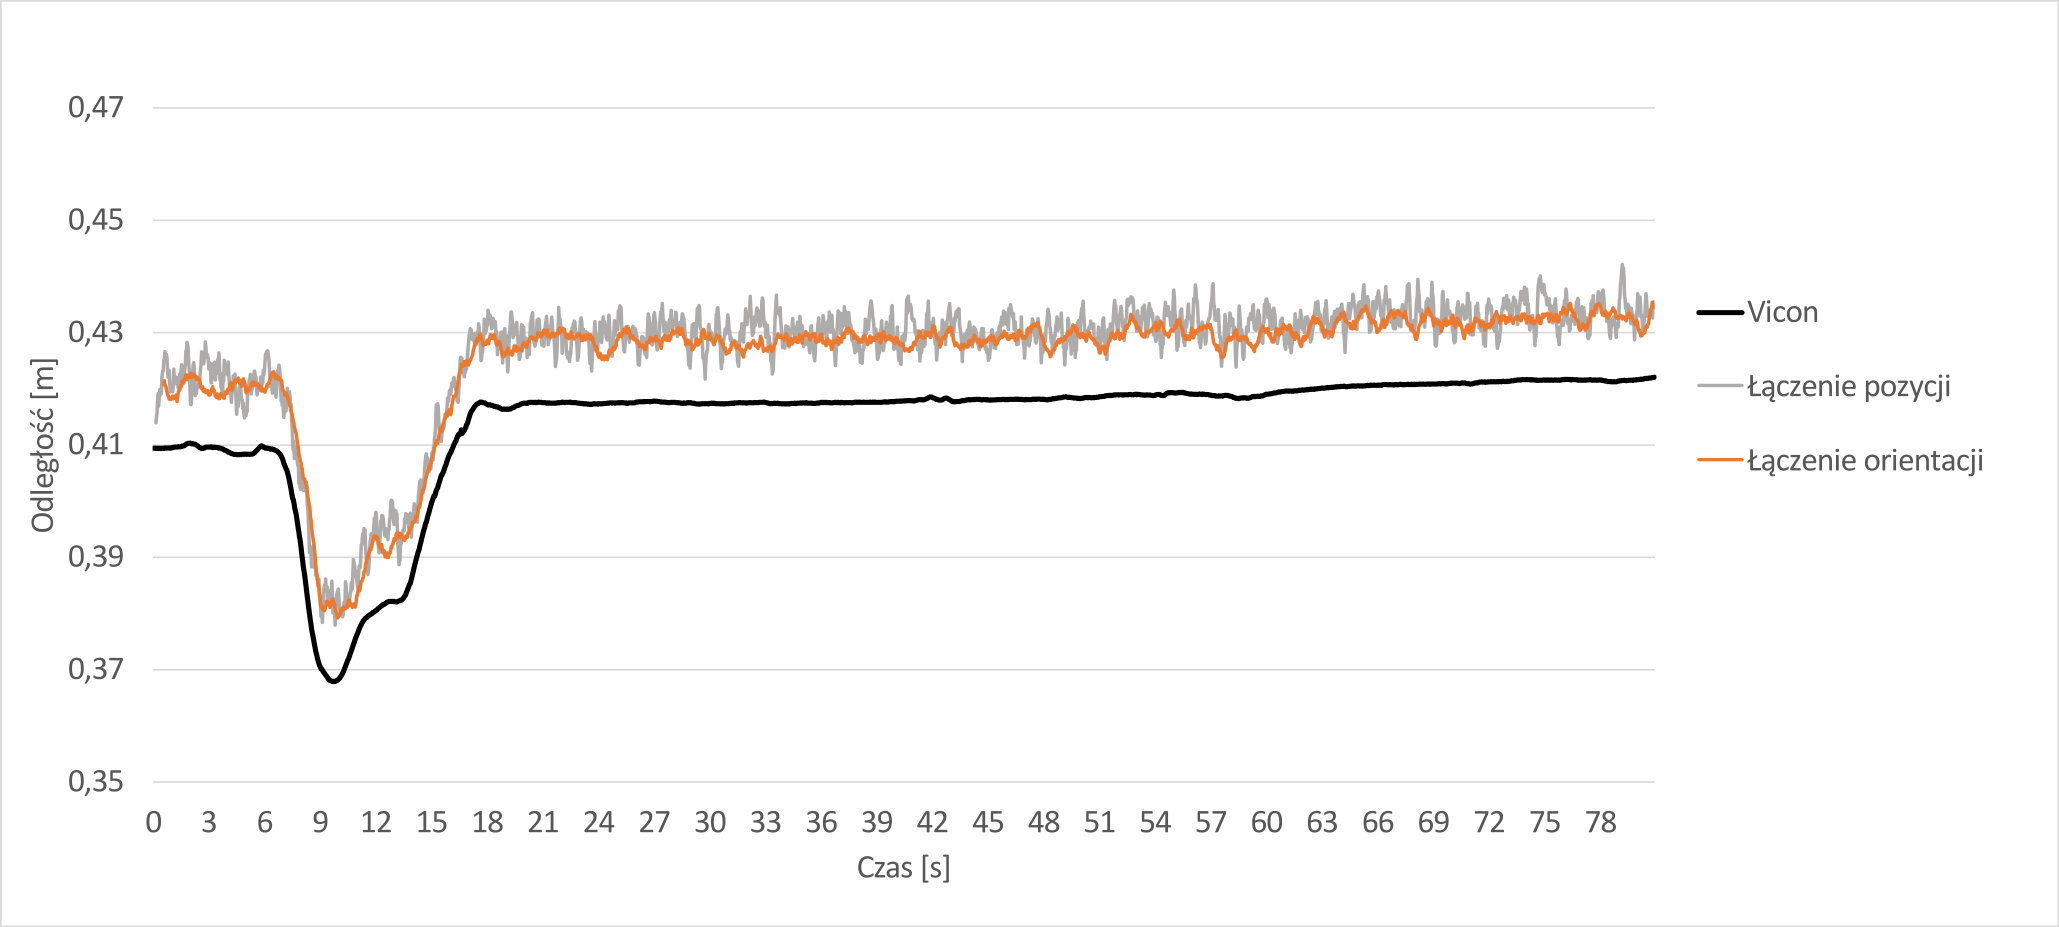 0,47
0,45
0,43
0,41
0,39
0,37
0,35
Odległość [m]
0 3 6 9 12 15 18 21 24 27 30 33 36 39 42 45 48 51 54 57 60 63 66 69 72 75 78
Czas [s]
Vicon
Łączenie pozycji
Łączenie orientacji